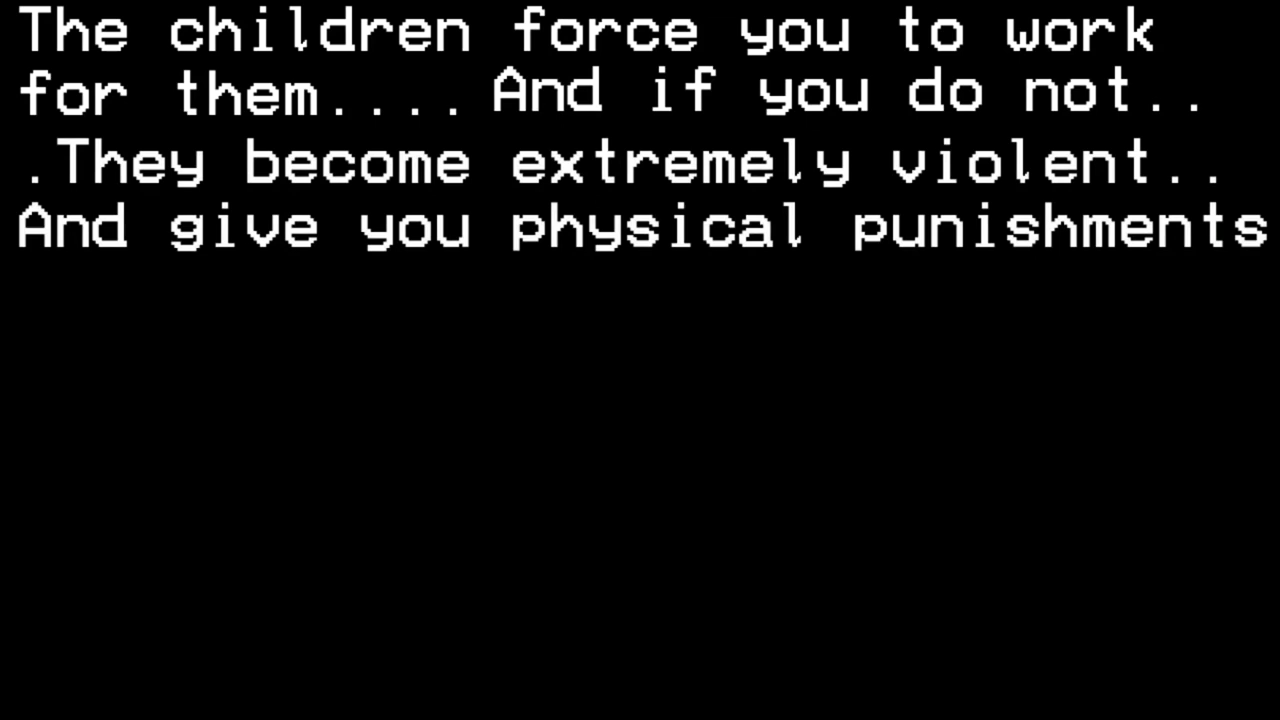 The children force you to work
for them.... And if you do not..
.They become extremely violent..
And give you physical punishments